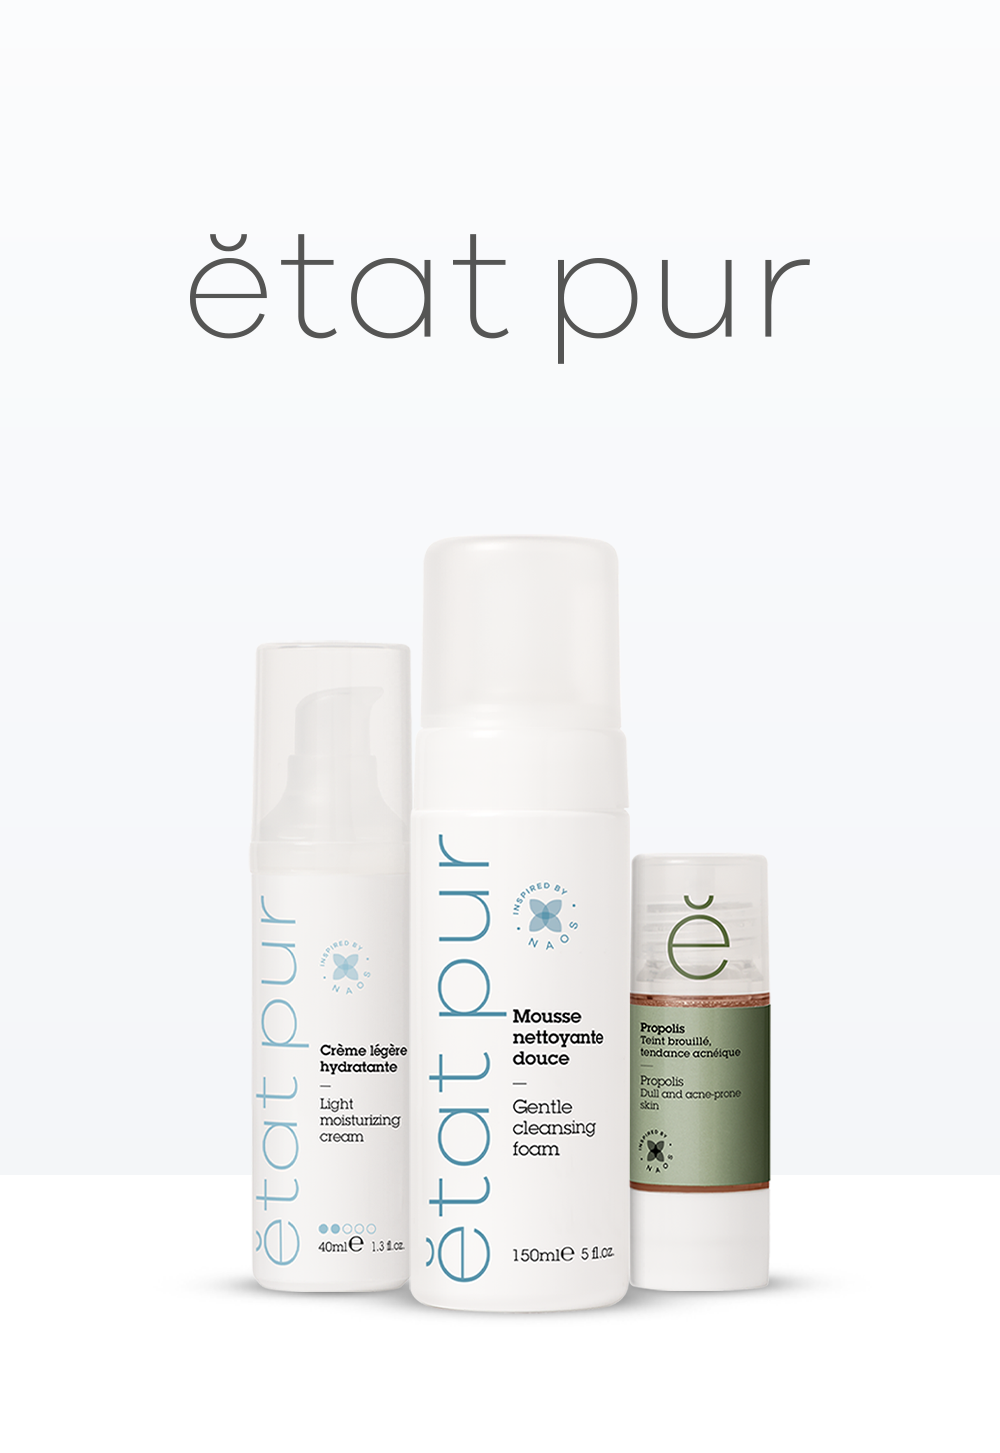 ĕtat pur
ĕtat pur
INSPIRED BY
NAOS
Crème légère
hydratante
Light
moisturizing
cream
40ml℮ 1.3 fl.oz.
ĕtat pur
INSPIRED BY
NAOS
Mousse
nettoyante
douce
Gentle
cleansing
foam
150ml℮ 5 fl.oz.
ĕ
Propolis
Teint brouillé,
tendance acnéique
Propolis
Dull and acne-prone
skin
INSPIRED BY
NAOS